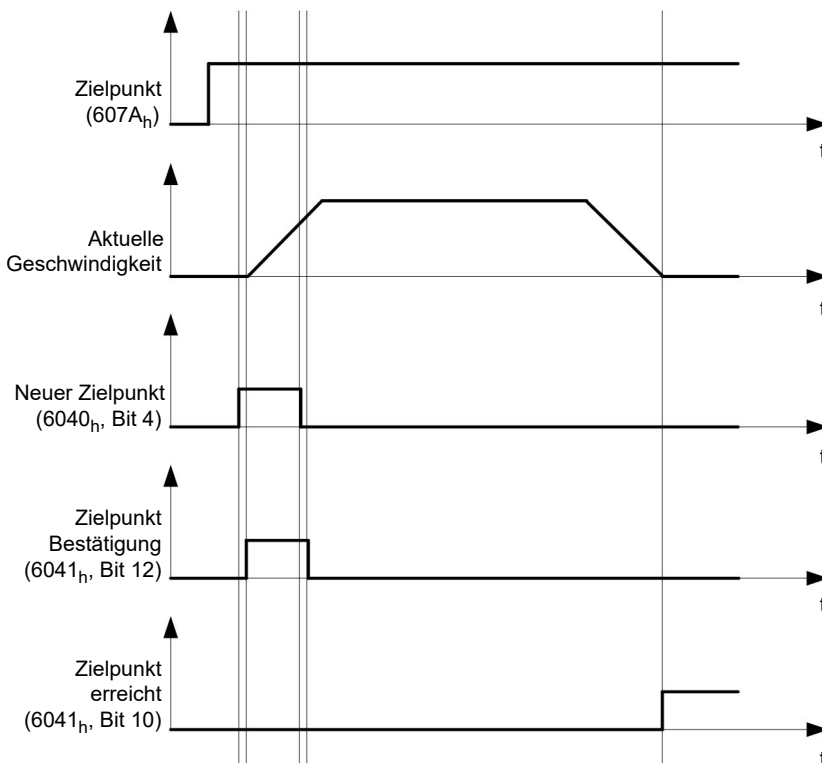 Zielpunkt
(607Aₕ)
t
Aktuelle
Geschwindigkeit
t
Neuer Zielpunkt
(6040ₕ, Bit 4)
t
Zielpunkt
Bestätigung
(6041ₕ, Bit 12)
t
Zielpunkt
erreicht
(6041ₕ, Bit 10)
t